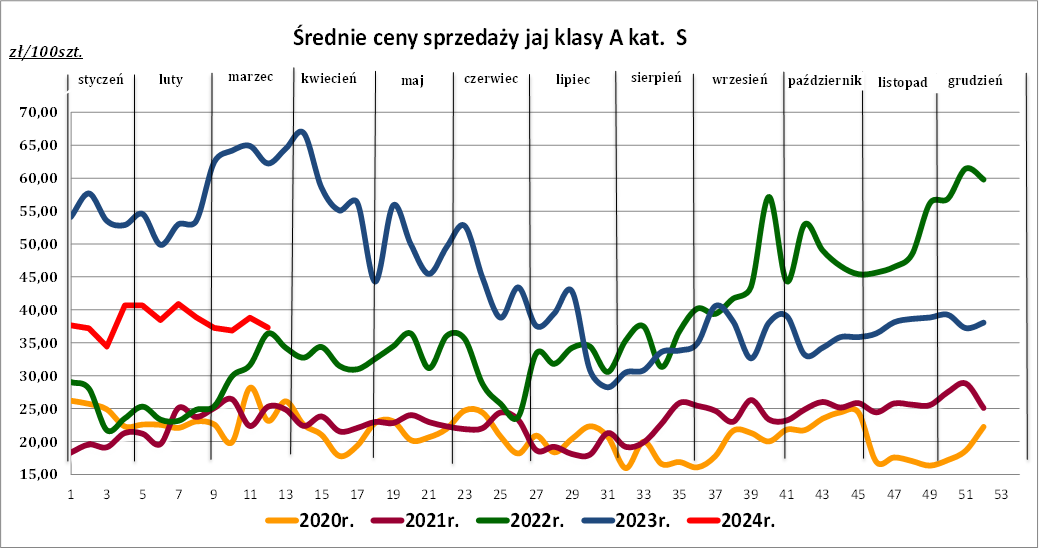 Średnie ceny sprzedaży jaj klasy A kat. S
zł/100szt.
styczeń luty marzec kwiecień maj czerwiec lipiec sierpień wrzesień październik listopad grudzień
70,00
65,00
60,00
55,00
50,00
45,00
40,00
35,00
30,00
25,00
20,00
15,00
1 3 5 7 9 11 13 15 17 19 21 23 25 27 29 31 33 35 37 39 41 43 45 47 49 51 53
2020r. 2021r. 2022r. 2023r. 2024r.